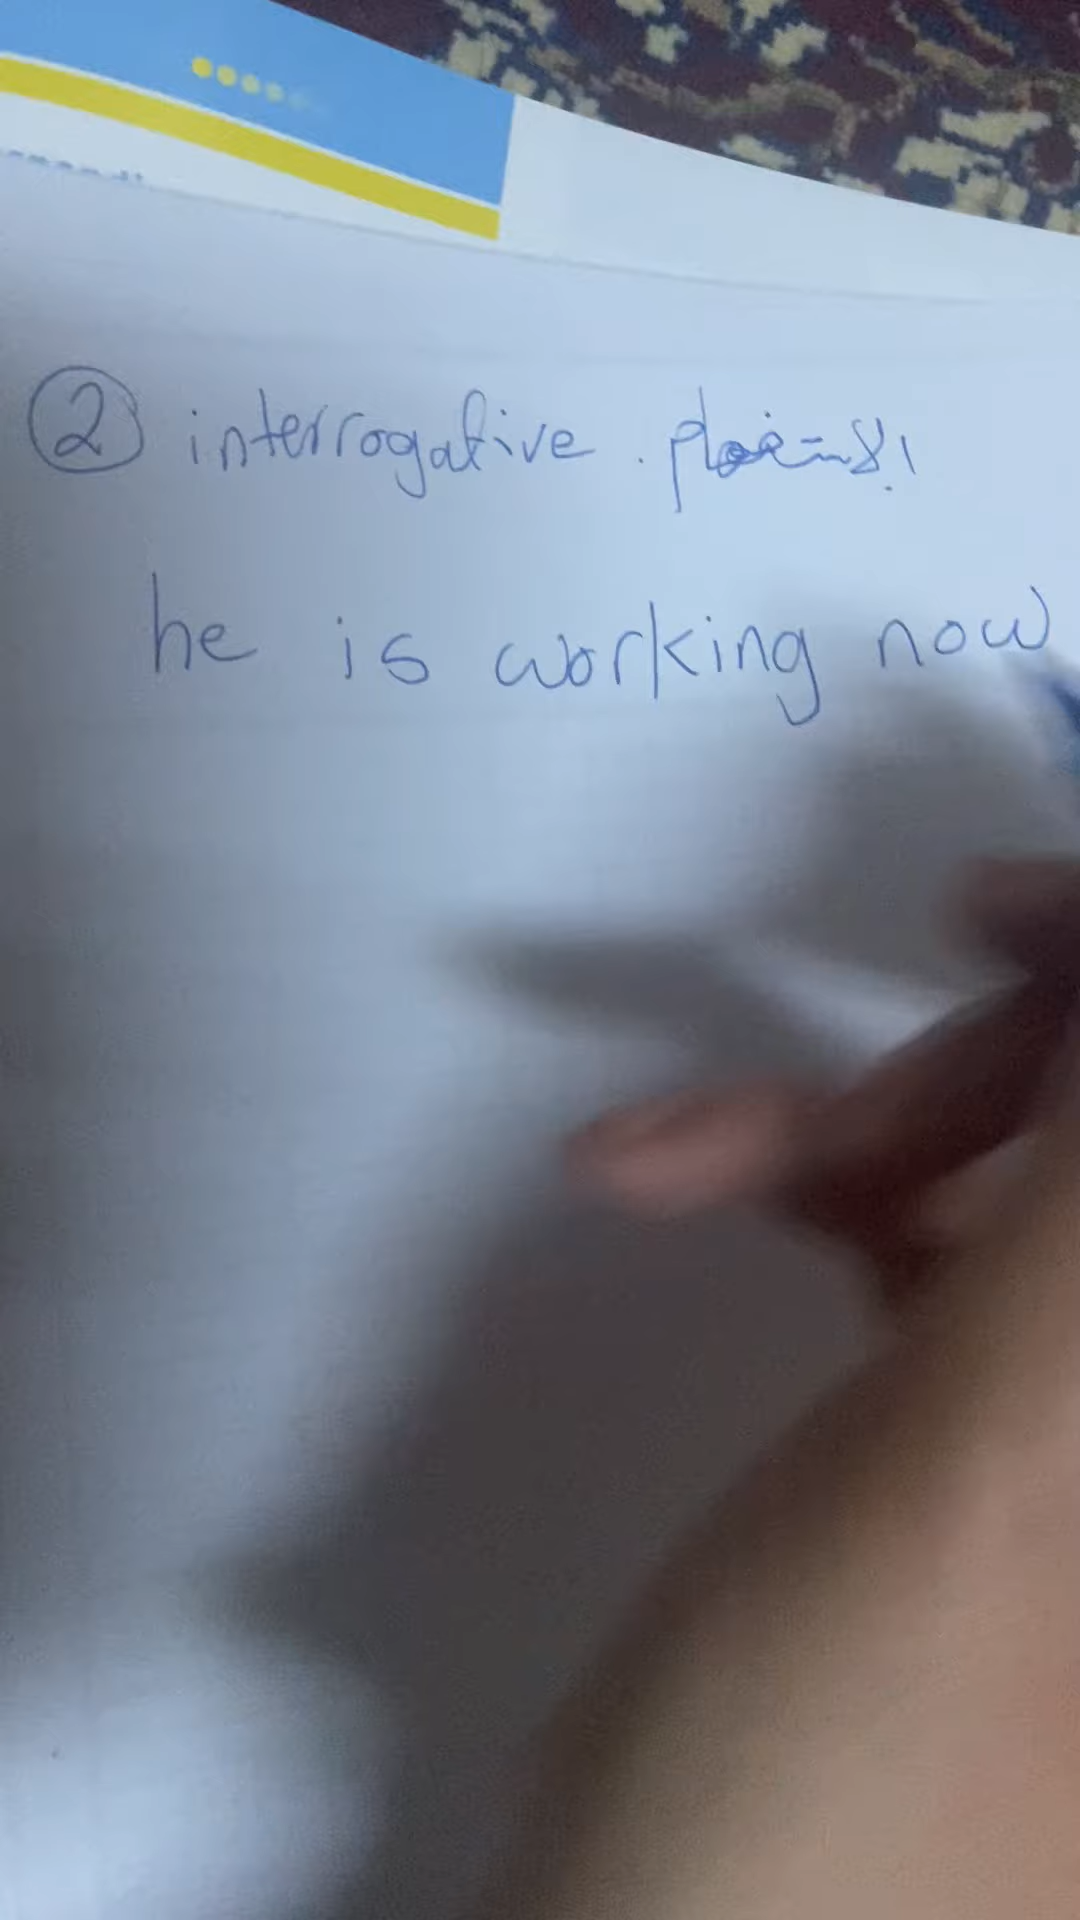 ② interrogative . الاستفهام
he is working now